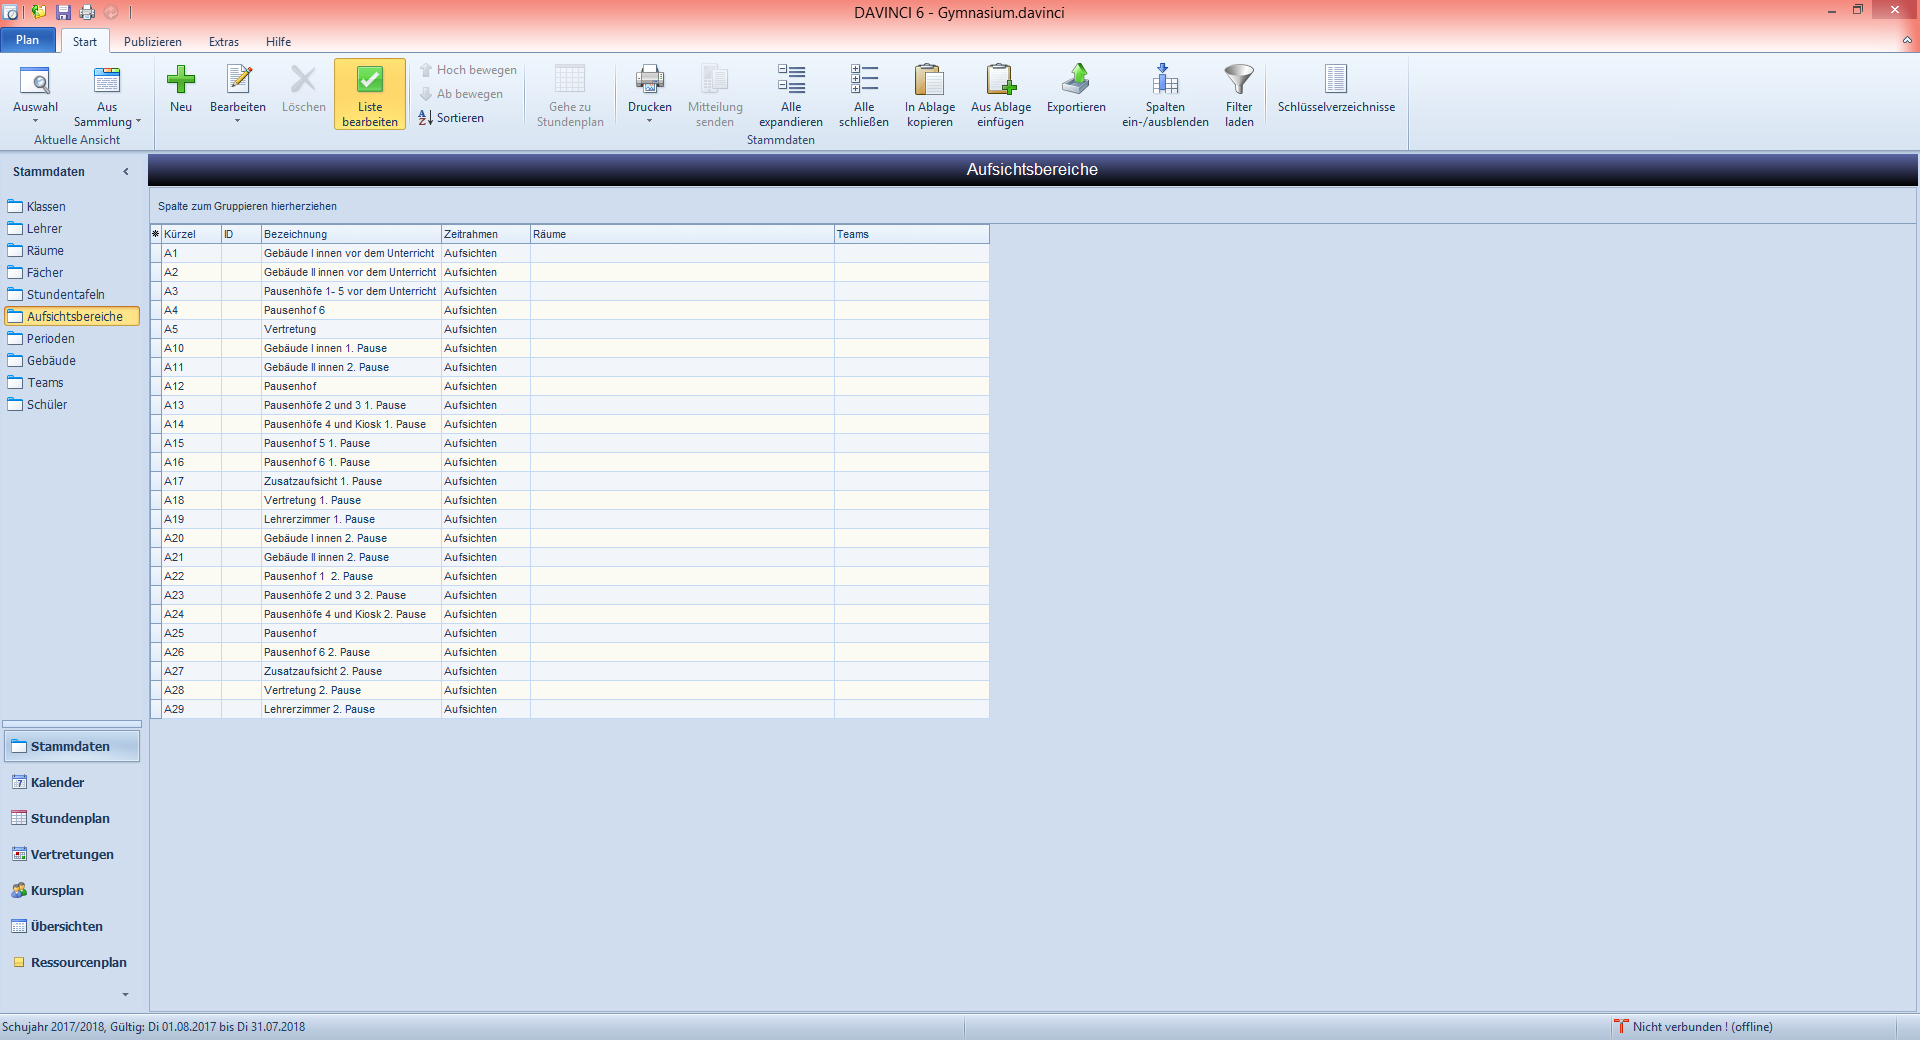 DAVINCI 6 - Gymnasium.davinci
Plan Start Publizieren Extras Hilfe
Auswahl
Aus Sammlung
Aktuelle Ansicht
Neu
Bearbeiten
Löschen
Liste bearbeiten
Hoch bewegen
Ab bewegen
Sortieren
Gehe zu Stundenplan
Drucken
Mitteilung senden
Alle expandieren
Alle schließen
In Ablage kopieren
Aus Ablage einfügen
Exportieren
Spalten ein-/ausblenden
Filter laden
Schlüsselverzeichnisse
Stammdaten
Stammdaten
Klassen
Lehrer
Räume
Fächer
Stundentafeln
Aufsichtsbereiche
Perioden
Gebäude
Teams
Schüler
Stammdaten
Kalender
Stundenplan
Vertretungen
Kursplan
Übersichten
Ressourcenplan
Aufsichtsbereiche
Spalte zum Gruppieren hierherziehen
Kürzel ID Bezeichnung Zeitrahmen Räume Teams
A1 Gebäude I innen vor dem Unterricht Aufsichten
A2 Gebäude II innen vor dem Unterricht Aufsichten
A3 Pausenhöfe 1- 5 vor dem Unterricht Aufsichten
A4 Pausenhof 6 Aufsichten
A5 Vertretung Aufsichten
A10 Gebäude I innen 1. Pause Aufsichten
A11 Gebäude II innen 2. Pause Aufsichten
A12 Pausenhof Aufsichten
A13 Pausenhöfe 2 und 3 1. Pause Aufsichten
A14 Pausenhöfe 4 und Kiosk 1. Pause Aufsichten
A15 Pausenhof 5 1. Pause Aufsichten
A16 Pausenhof 6 1. Pause Aufsichten
A17 Zusatzaufsicht 1. Pause Aufsichten
A18 Vertretung 1. Pause Aufsichten
A19 Lehrerzimmer 1. Pause Aufsichten
A20 Gebäude I innen 2. Pause Aufsichten
A21 Gebäude II innen 2. Pause Aufsichten
A22 Pausenhof 1  2. Pause Aufsichten
A23 Pausenhöfe 2 und 3 2. Pause Aufsichten
A24 Pausenhöfe 4 und Kiosk 2. Pause Aufsichten
A25 Pausenhof Aufsichten
A26 Pausenhof 6 2. Pause Aufsichten
A27 Zusatzaufsicht 2. Pause Aufsichten
A28 Vertretung 2. Pause Aufsichten
A29 Lehrerzimmer 2. Pause Aufsichten
Schujahr 2017/2018, Gültig: Di 01.08.2017 bis Di 31.07.2018
Nicht verbunden ! (offline)